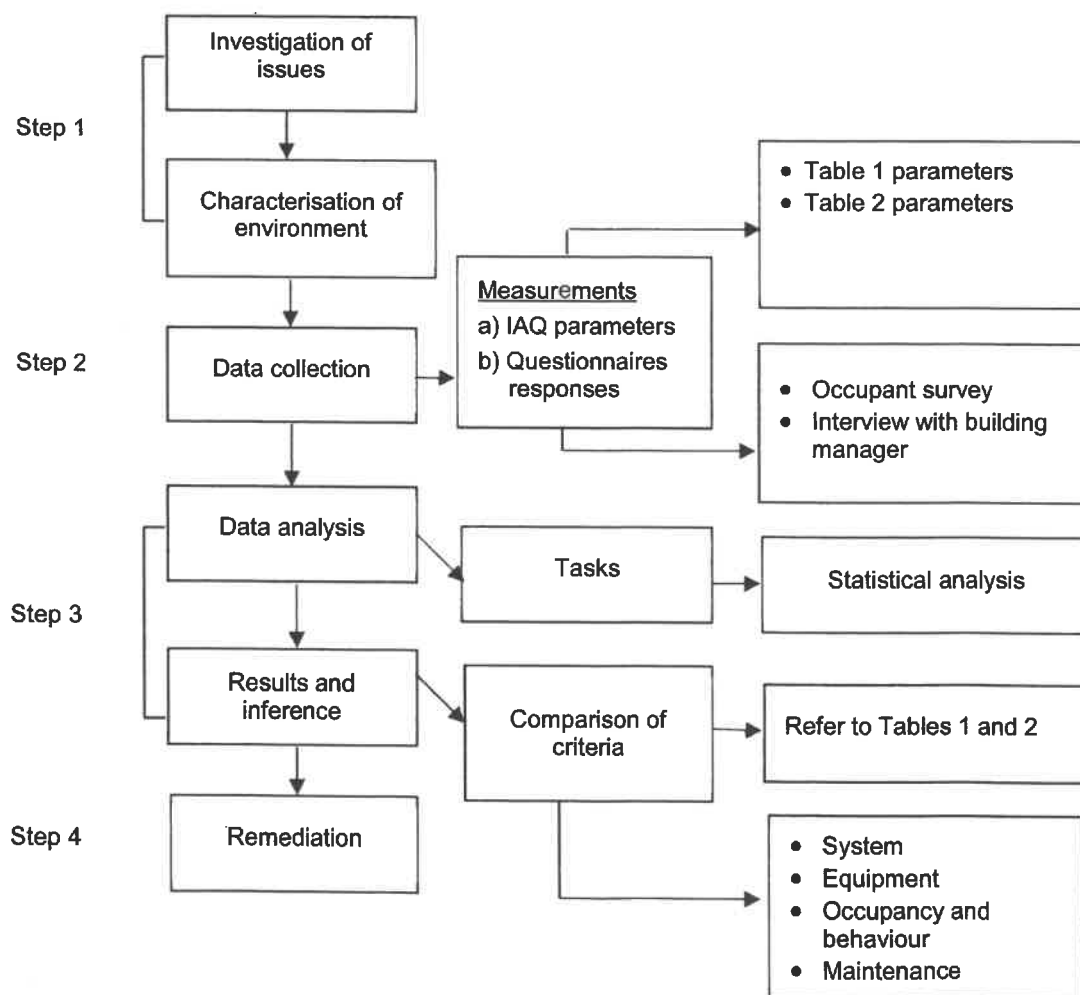 Step 1
Investigation of
issues
Characterisation of
environment
Step 2
Data collection
Measurements
a) IAQ parameters
b) Questionnaires
responses
• Table 1 parameters
• Table 2 parameters
• Occupant survey
• Interview with building
manager
Step 3
Data analysis
Tasks
Statistical analysis
Results and
inference
Comparison of
criteria
Refer to Tables 1 and 2
• System
• Equipment
• Occupancy and
behaviour
• Maintenance
Step 4
Remediation